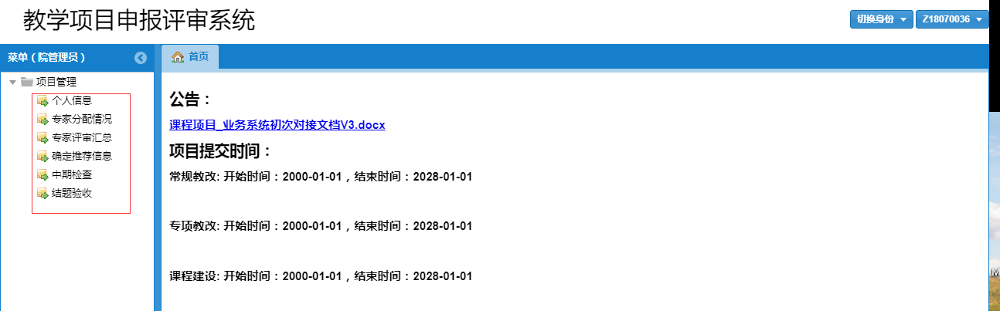 教学项目申报评审系统
切换身份
Z18070036
菜单（院管理员）
首页
项目管理
个人信息
专家分配情况
专家评审汇总
确定推荐信息
中期检查
结题验收
公告：
课程项目_业务系统初次对接文档V3.docx
项目提交时间：
常规教改: 开始时间：2000-01-01，结束时间：2028-01-01
专项教改: 开始时间：2000-01-01，结束时间：2028-01-01
课程建设: 开始时间：2000-01-01，结束时间：2028-01-01